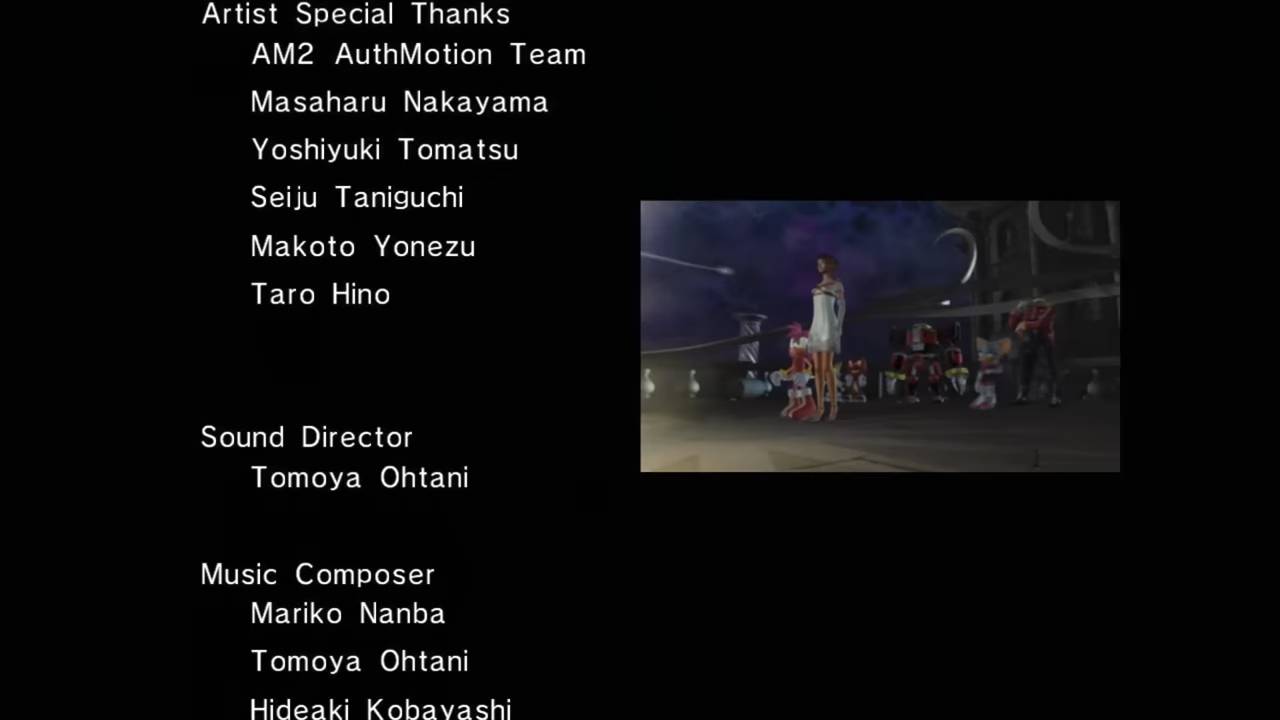 Artist Special Thanks
AM2 AuthMotion Team
Masaharu Nakayama
Yoshiyuki Tomatsu
Seiju Taniguchi
Makoto Yonezu
Taro Hino
Sound Director
Tomoya Ohtani
Music Composer
Mariko Nanba
Tomoya Ohtani
Hideaki Kobayashi